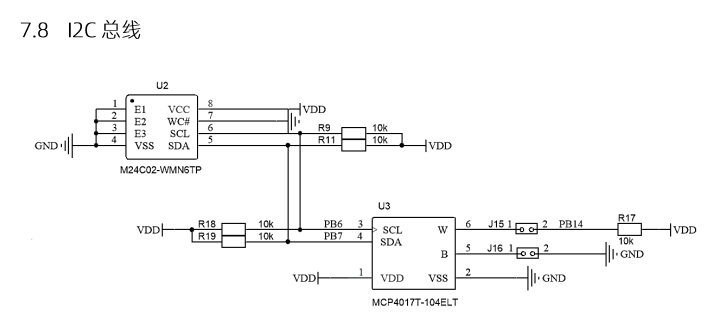 7.8 I2C 总线
U2
1 E1 VCC 8 VDD
2 E2 WC# 7
3 E3 SCL 6 R9 10k
GND 4 VSS SDA 5 R11 10k VDD
M24C02-WMN6TP
U3
VDD R18 10k PB6 3 SCL W 6 J15 1 2 PB14 R17 VDD
R19 10k PB7 4 SDA 10k
B 5 J16 1 2 GND
VDD 1 VDD VSS 2 GND
MCP4017T-104ELT